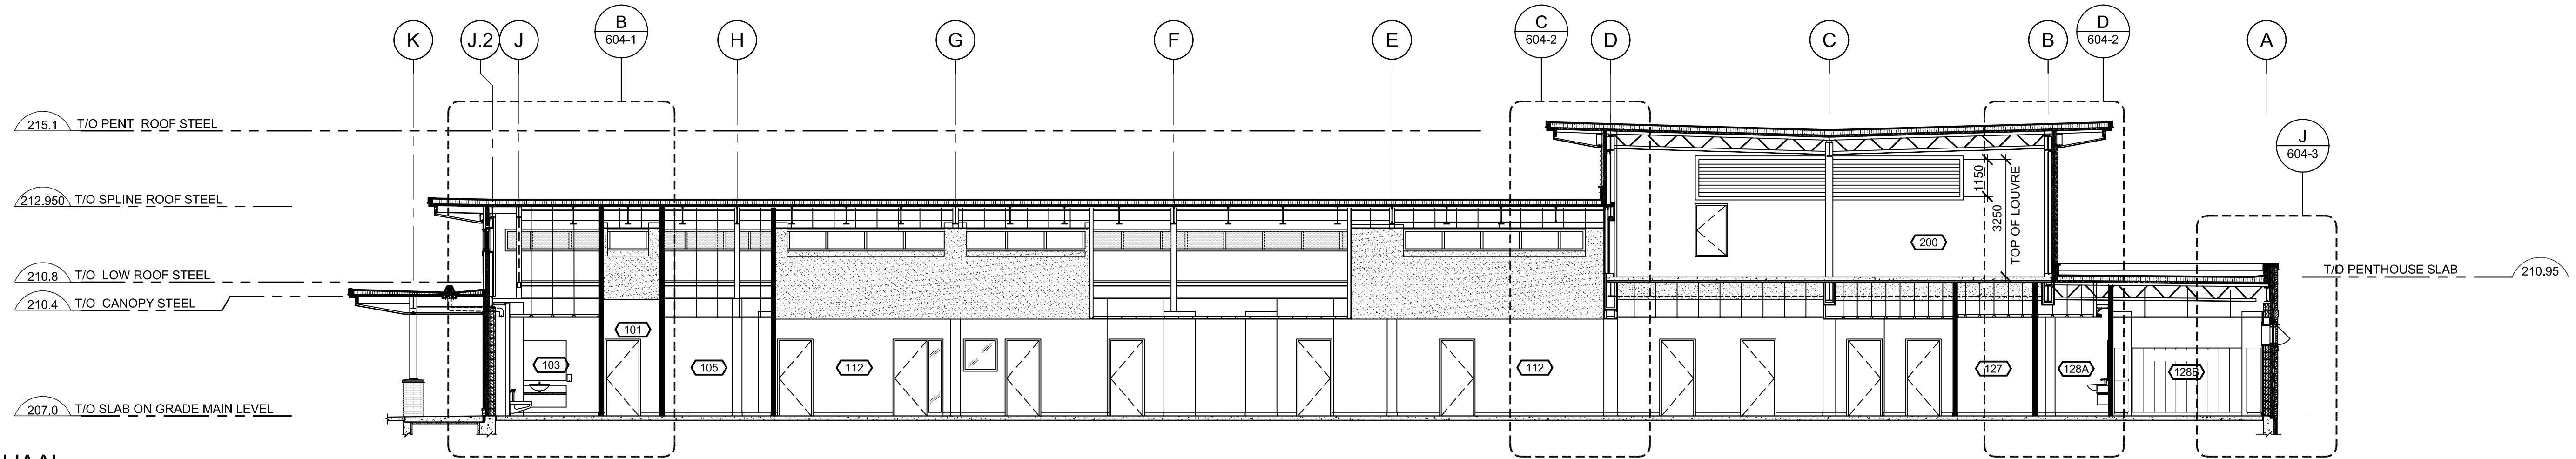 K
J.2
J
B
604-1
H
G
F
E
C
604-2
D
C
B
D
604-2
A
215.1 T/O PENT ROOF STEEL
J
604-3
212.950 T/O SPLINE ROOF STEEL
1150
3250
TOP OF LOUVRE
200
210.8 T/O LOW ROOF STEEL
T/O PENTHOUSE SLAB 210.95
210.4 T/O CANOPY STEEL
101
103
105
112
112
127
128A
128B
207.0 T/O SLAB ON GRADE MAIN LEVEL